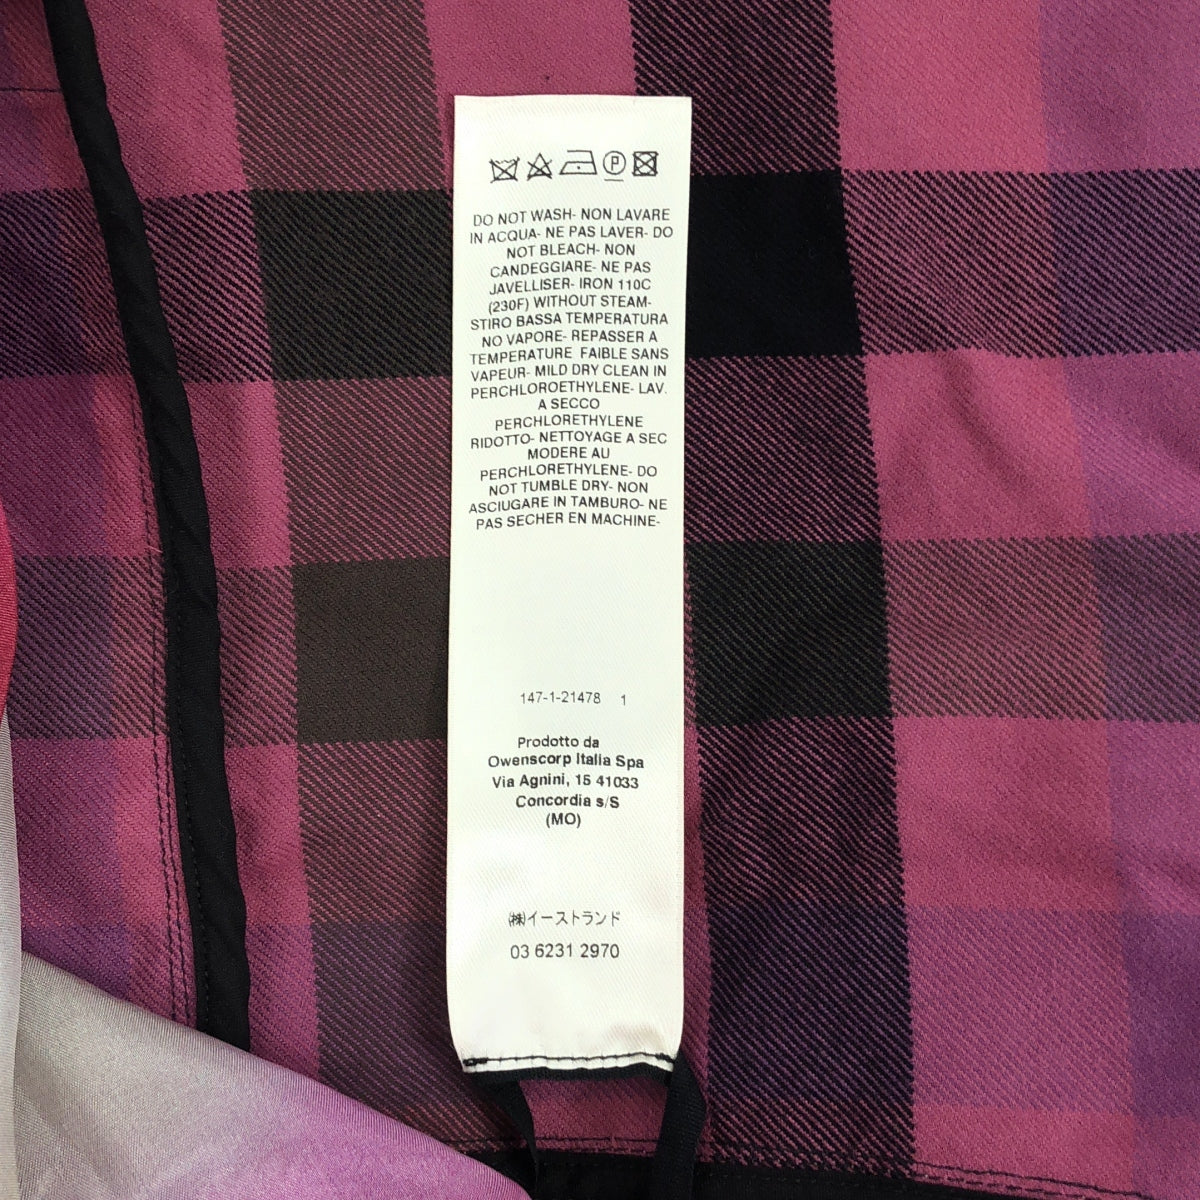 P
DO NOT WASH- NON LAVARE
IN ACQUA- NE PAS LAVER- DO
NOT BLEACH- NON
CANDEGGIARE- NE PAS
JAVELLISER- IRON 110C
(230F) WITHOUT STEAM-
STIRO BASSA TEMPERATURA
NO VAPORE- REPASSER A
TEMPERATURE FAIBLE SANS
VAPEUR- MILD DRY CLEAN IN
PERCHLOROETHYLENE- LAV.
A SECCO
PERCHLORETHYLENE
RIDOTTO- NETTOYAGE A SEC
MODERE AU
PERCHLORETHYLENE- DO
NOT TUMBLE DRY- NON
ASCIUGARE IN TAMBURO- NE
PAS SECHER EN MACHINE-
147-1-21478 1
Prodotto da
Owenscorp Italia Spa
Via Agnini, 15 41033
Concordia s/S
(MO)
㈱イーストランド
03 6231 2970